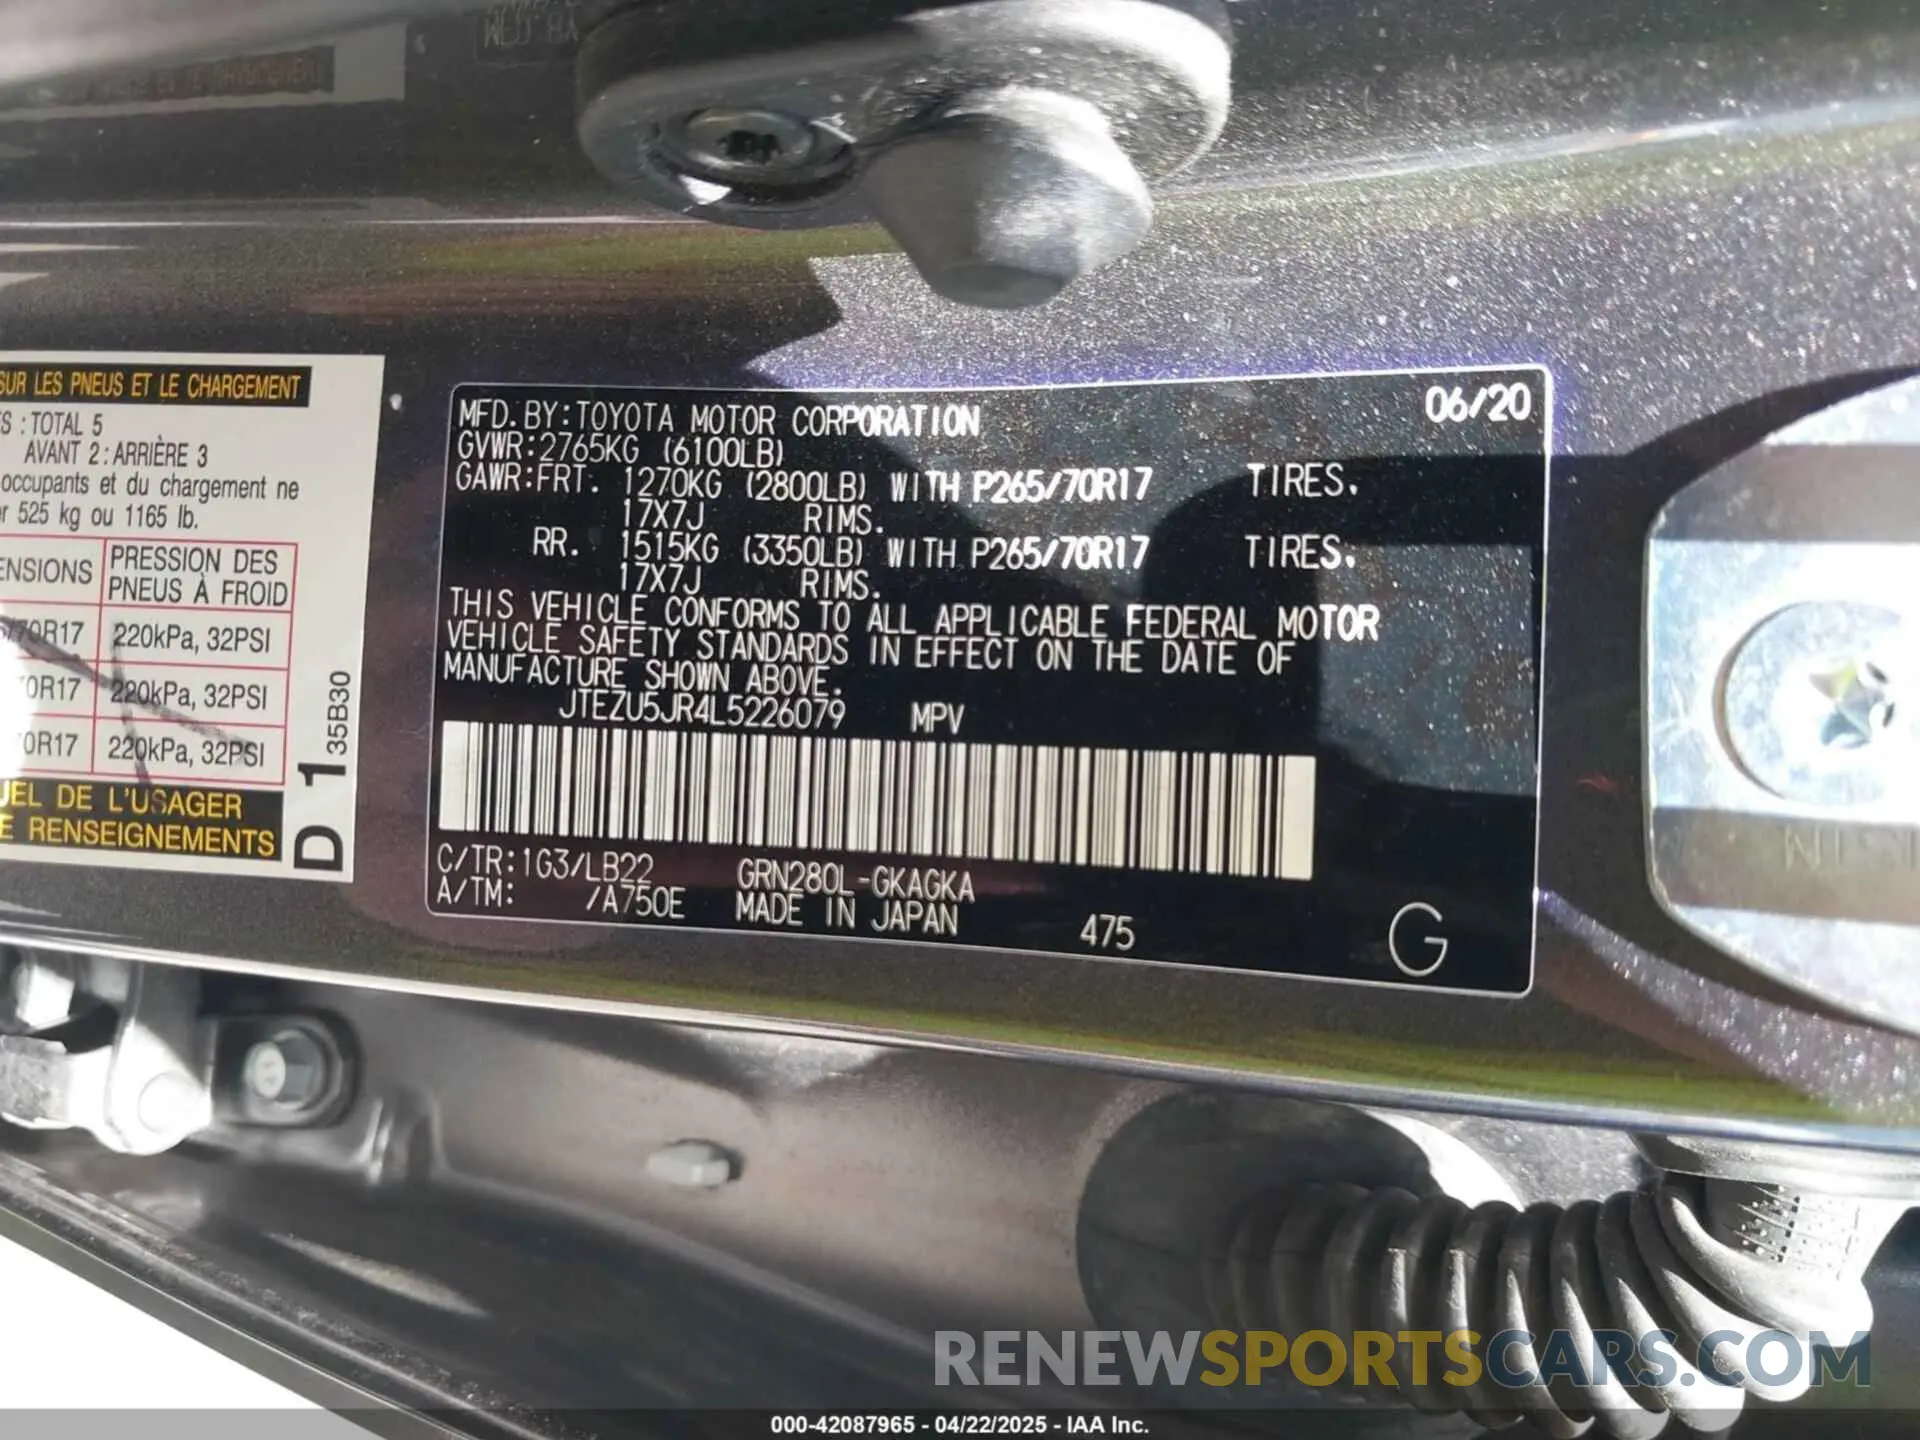 SUR LES PNEUS ET LE CHARGEMENT
S : TOTAL 5
AVANT 2 : ARRIÈRE 3
occupants et du chargement ne
525 kg ou 1165 lb.
ENSIONS PRESSION DES
PNEUS À FROID
/70R17 220kPa, 32PSI
70R17 220kPa, 32PSI
70R17 220kPa, 32PSI
UEL DE L'USAGER
E RENSEIGNEMENTS
D 1 35B30
MFD. BY: TOYOTA MOTOR CORPORATION 06/20
GVWR: 2765KG (6100LB)
GAWR: FRT. 1270KG (2800LB) WITH P265/70R17 TIRES.
17X7J RIMS.
RR. 1515KG (3350LB) WITH P265/70R17 TIRES.
17X7J RIMS.
THIS VEHICLE CONFORMS TO ALL APPLICABLE FEDERAL MOTOR
VEHICLE SAFETY STANDARDS IN EFFECT ON THE DATE OF
MANUFACTURE SHOWN ABOVE.
JTEZU5JR4L5226079 MPV
C/TR: 1G3/LB22 GRN280L-GKAGKA
A/TM: /A750E MADE IN JAPAN 475 G
RENEWSPORTSCARS.COM
000-42087965 - 04/22/2025 - IAA Inc.